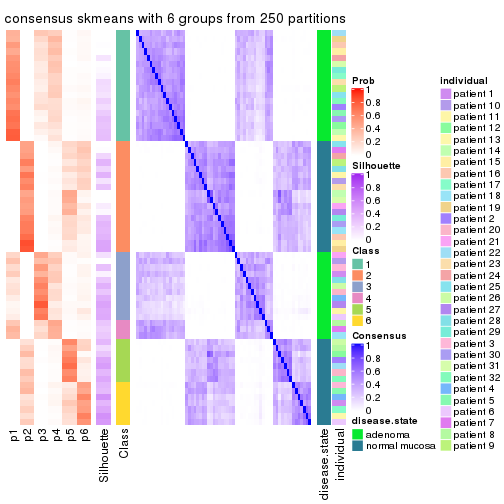 consensus skmeans with 6 groups from 250 partitions
p1
p2
p3
p4
p5
p6
Silhouette
Class
disease.state
individual
Prob
1
0.8
0.6
0.4
0.2
0
Silhouette
1
0.8
0.6
0.4
0.2
0
Class
1
2
3
4
5
6
Consensus
1
0.8
0.6
0.4
0.2
0
disease.state
adenoma
normal mucosa
individual
patient 1
patient 10
patient 11
patient 12
patient 13
patient 14
patient 15
patient 16
patient 17
patient 18
patient 19
patient 2
patient 20
patient 21
patient 22
patient 23
patient 24
patient 25
patient 26
patient 27
patient 28
patient 29
patient 3
patient 30
patient 31
patient 32
patient 4
patient 5
patient 6
patient 7
patient 8
patient 9